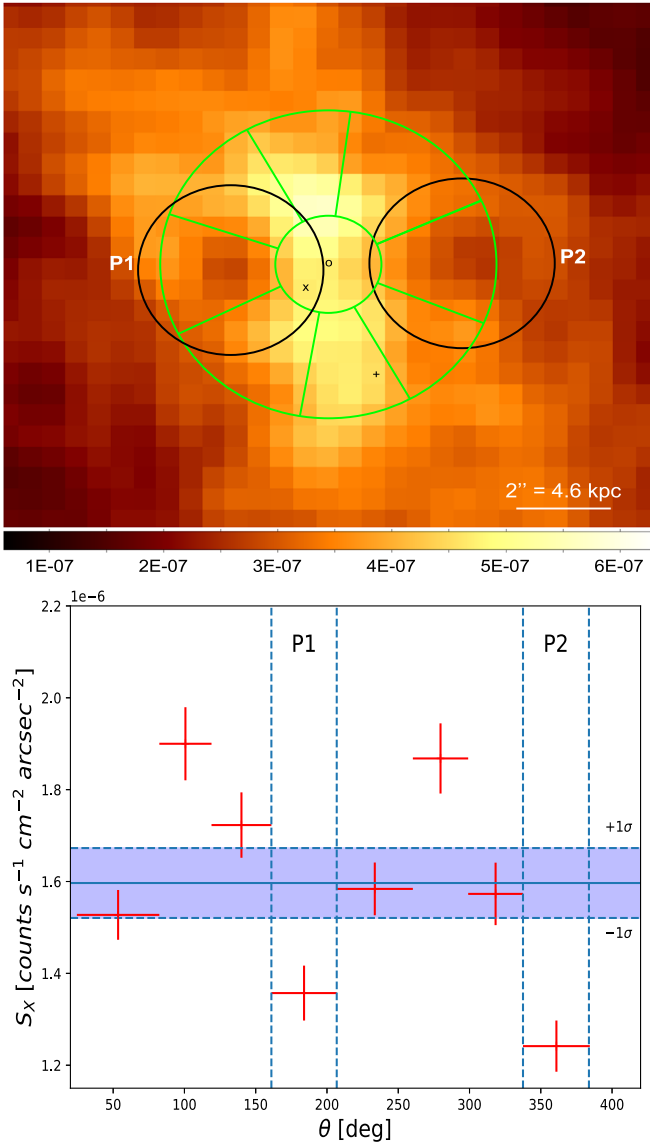 P1
P2
o
x
+
2’’ = 4.6 kpc
1E-07 2E-07 3E-07 4E-07 5E-07 6E-07
1e−6
2.2
P1 P2
2.0
1.8
+1σ
1.6
−1σ
1.4
1.2
50 100 150 200 250 300 350 400
S_X [counts s⁻¹ cm⁻² arcsec⁻²]
θ [deg]